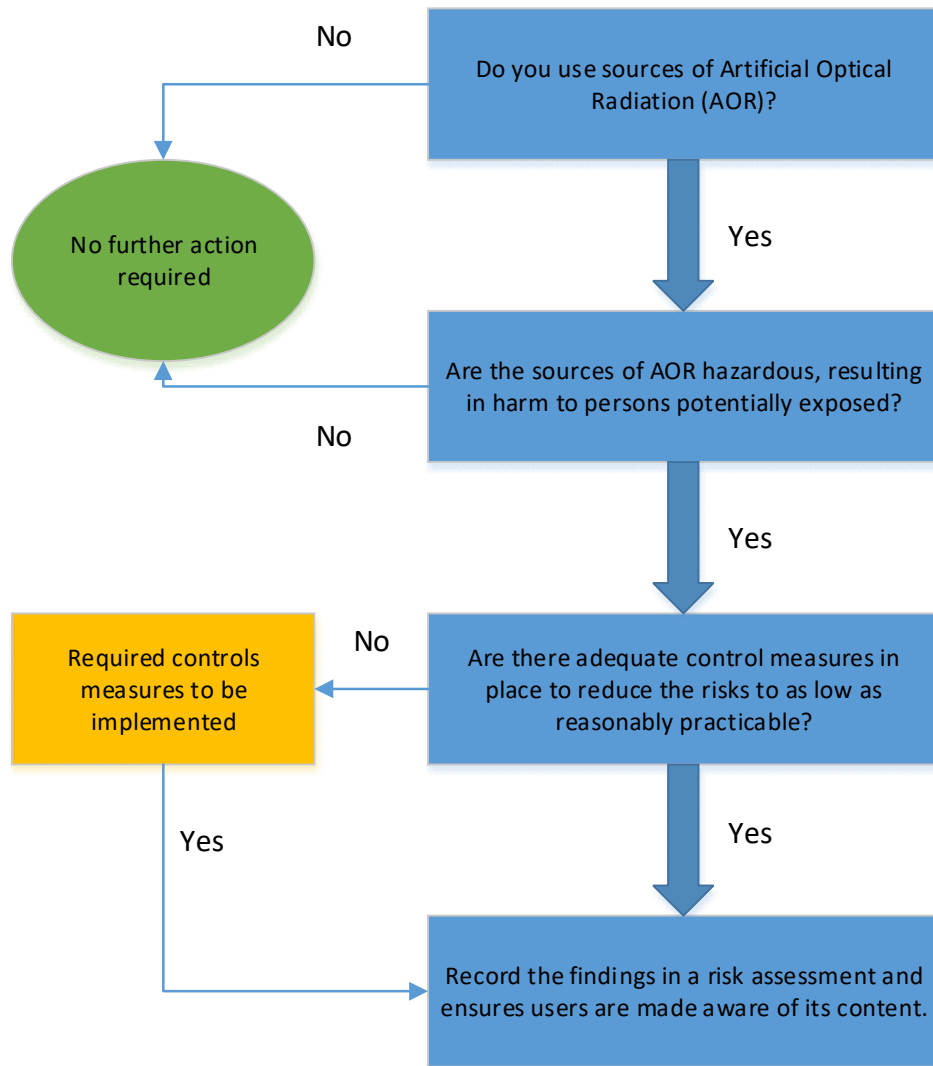 No
Do you use sources of Artificial Optical
Radiation (AOR)?
No further action
required
Yes
Are the sources of AOR hazardous, resulting
in harm to persons potentially exposed?
No
Yes
Required controls
measures to be
implemented
No
Are there adequate control measures in
place to reduce the risks to as low as
reasonably practicable?
Yes
Yes
Record the findings in a risk assessment and
ensures users are made aware of its content.